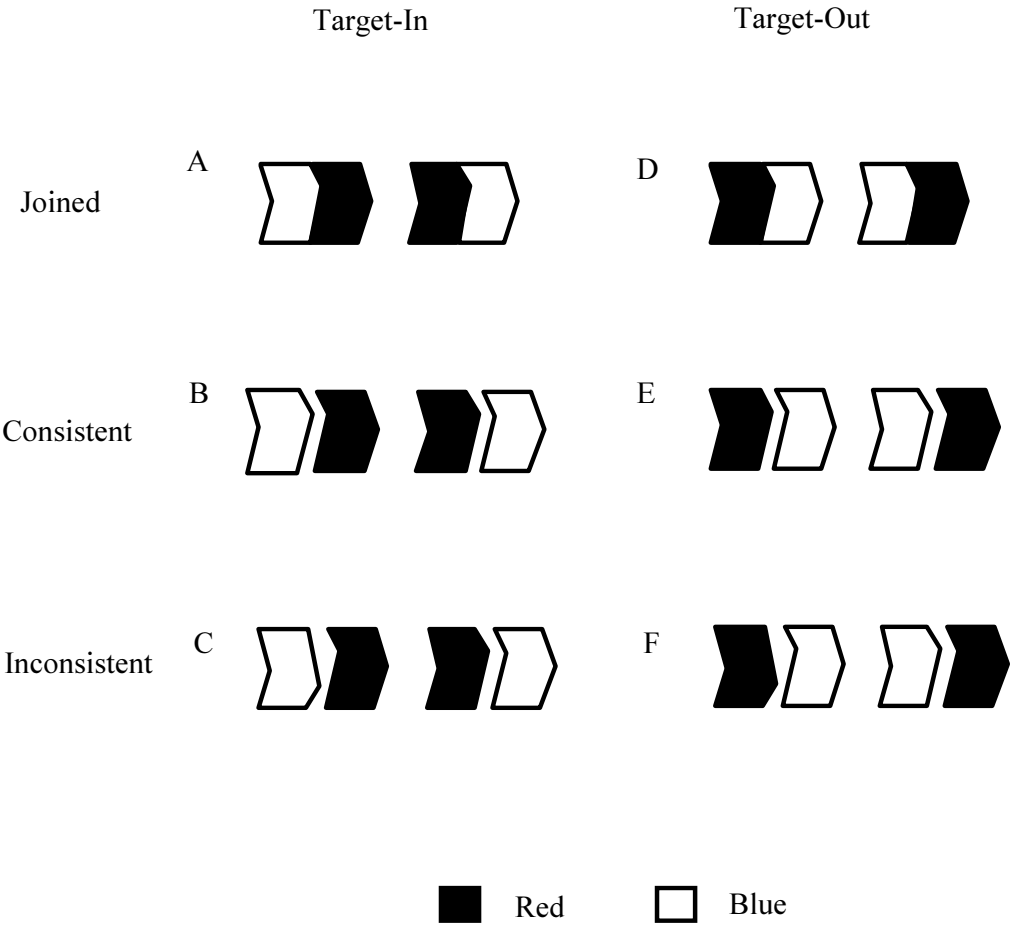 Target-In Target-Out
A D
Joined
B E
Consistent
C F
Inconsistent
Red Blue